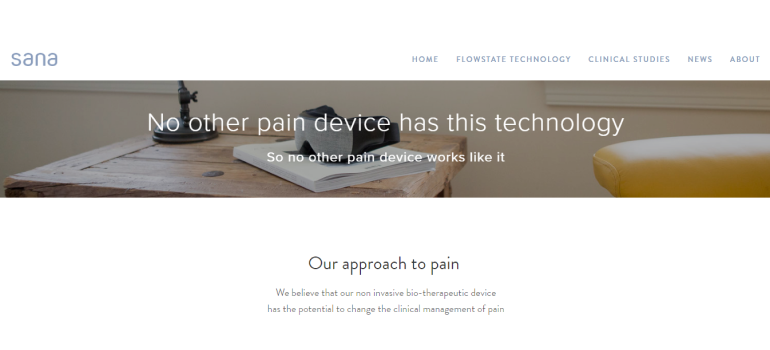 sana
HOME FLOWSTATE TECHNOLOGY CLINICAL STUDIES NEWS ABOUT
No other pain device has this technology
So no other pain device works like it
Our approach to pain
We believe that our non invasive bio-therapeutic device
has the potential to change the clinical management of pain